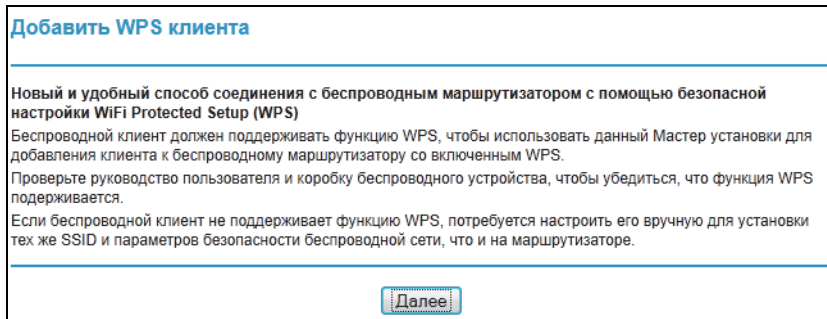 Добавить WPS клиента
Новый и удобный способ соединения с беспроводным маршрутизатором с помощью безопасной
настройки WiFi Protected Setup (WPS)
Беспроводной клиент должен поддерживать функцию WPS, чтобы использовать данный Мастер установки для
добавления клиента к беспроводному маршрутизатору со включенным WPS.
Проверьте руководство пользователя и коробку беспроводного устройства, чтобы убедиться, что функция WPS
подерживается.
Если беспроводной клиент не поддерживает функцию WPS, потребуется настроить его вручную для установки
тех же SSID и параметров безопасности беспроводной сети, что и на маршрутизаторе.
Далее